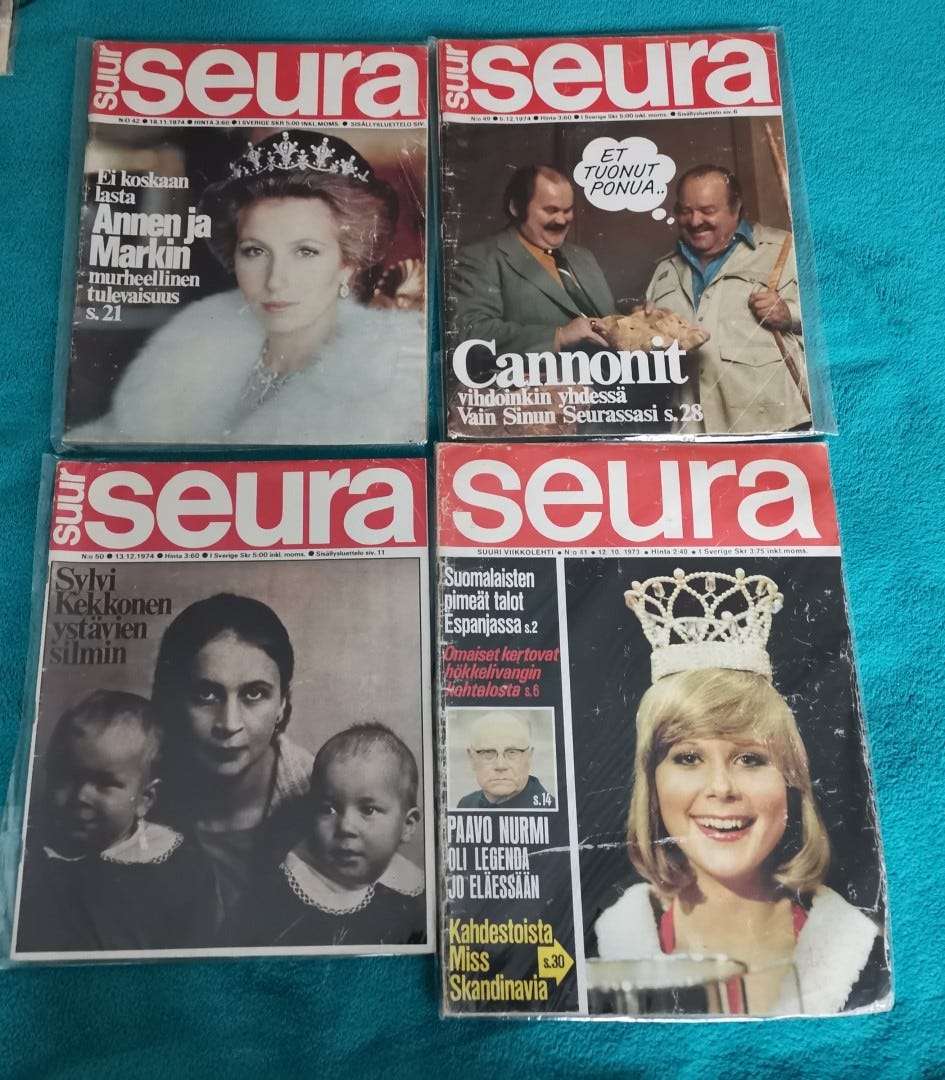 suur seura
N:O 42 ● 18.11.1974 ● HINTA 3:60 ● I SVERIGE SKR 5:00 INKL.MOMS. ● SISÄLLYSLUETTELO SIV.
Ei koskaan
lasta
Annen ja
Markin
murheellinen
tulevaisuus
s.21
suur seura
N:o 49 ● 5.12.1974 ● Hinta 3:60 ● I Sverige Skr 5:00 inkl. moms. ● Sisällysluettelo siv. 6
ET
TUONUT
PONUA..
Cannonit
vihdoinkin yhdessä
Vain Sinun Seurassasi s.28
suur seura
N:o 50 ● 13.12.1974 ● Hinta 3:60 ● I Sverige Skr 5:00 inkl. moms. ● Sisällysluettelo siv. 11
Sylvi
Kekkonen
ystävien
silmin
seura
SUURI VIIKKOLEHTI ● N:o 41 ● 12.10.1973 ● Hinta 2:40 ● I Sverige Skr 3:75 inkl.moms.
Suomalaisten
pimeät talot
Espanjassa s.2
Omaiset kertovat
hökkelivangin
kohtalosta s.6
s.14
PAAVO NURMI
OLI LEGENDA
JO ELÄESSÄÄN
Kahdestoista
Miss
Skandinavia
s.30